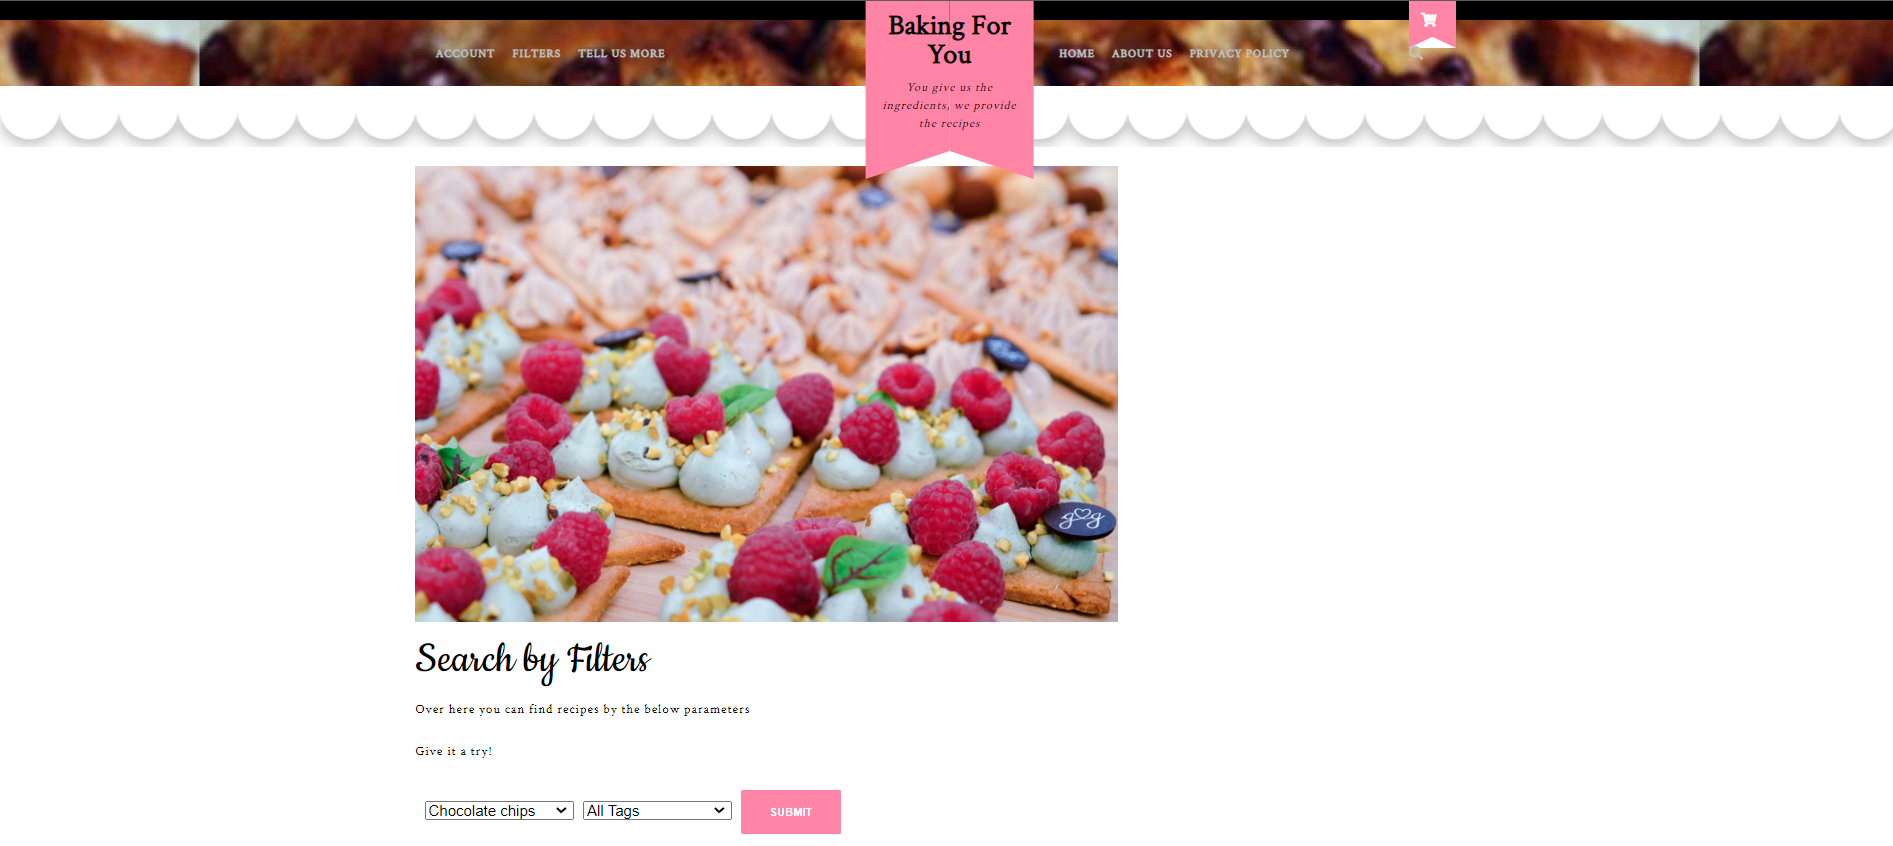 ACCOUNT FILTERS TELL US MORE
Baking For
You
You give us the
ingredients, we provide
the recipes
HOME ABOUT US PRIVACY POLICY
g♡g
Search by Filters
Over here you can find recipes by the below parameters
Give it a try!
Chocolate chips All Tags SUBMIT